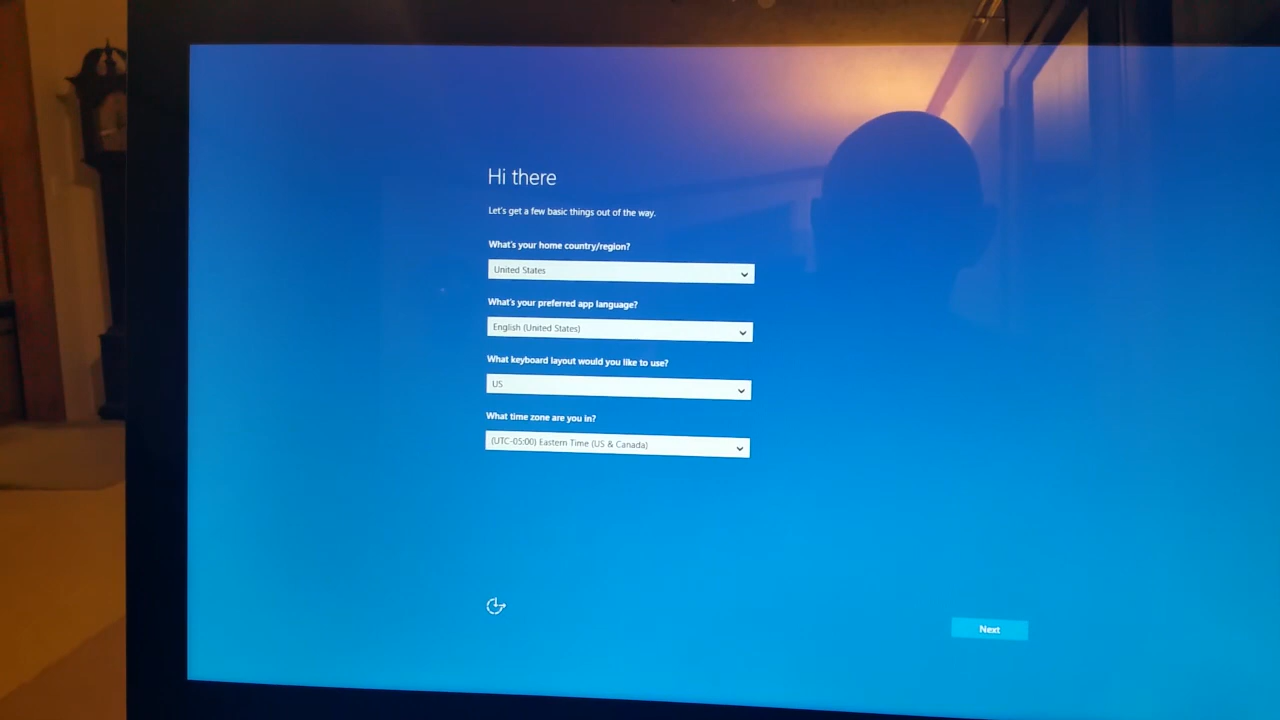 Hi there
Let's get a few basic things out of the way.
What's your home country/region?
United States
What's your preferred app language?
English (United States)
What keyboard layout would you like to use?
US
What time zone are you in?
(UTC-05:00) Eastern Time (US & Canada)
Next